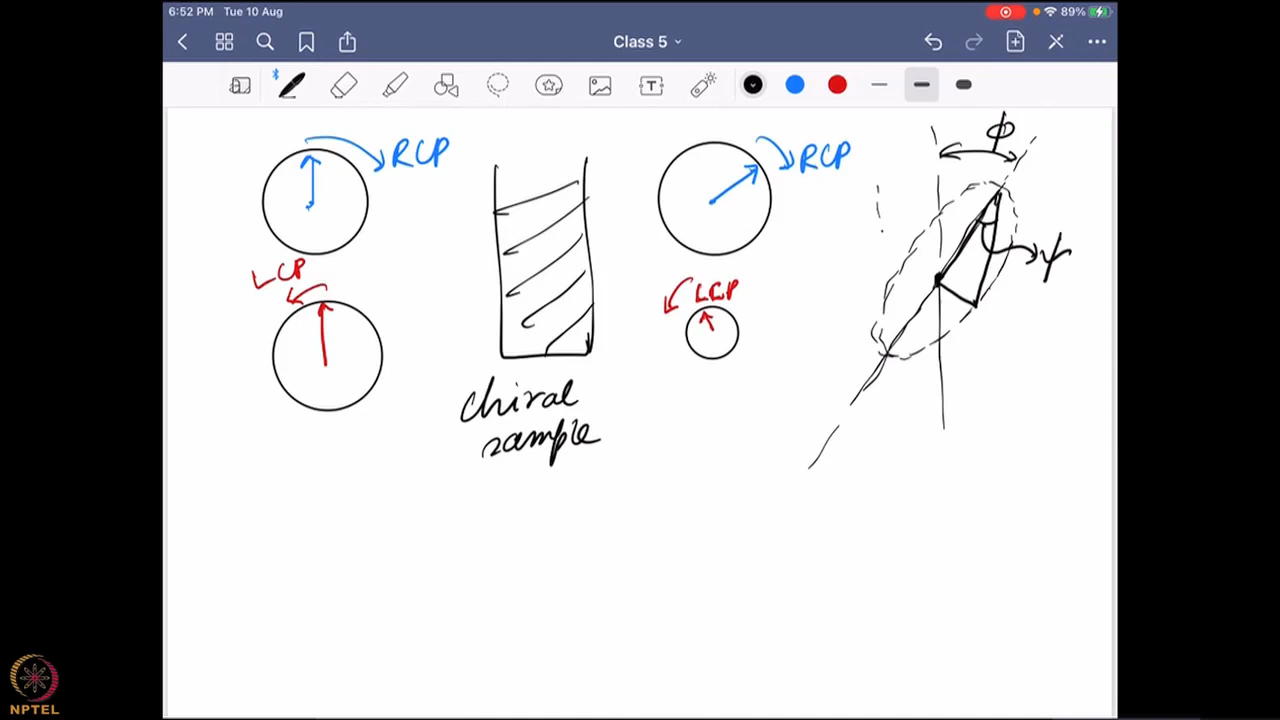 6:52 PM Tue 10 Aug
89%
Class 5
T
RCP
RCP
ϕ
LCP
LCP
ψ
chiral
sample
NPTEL